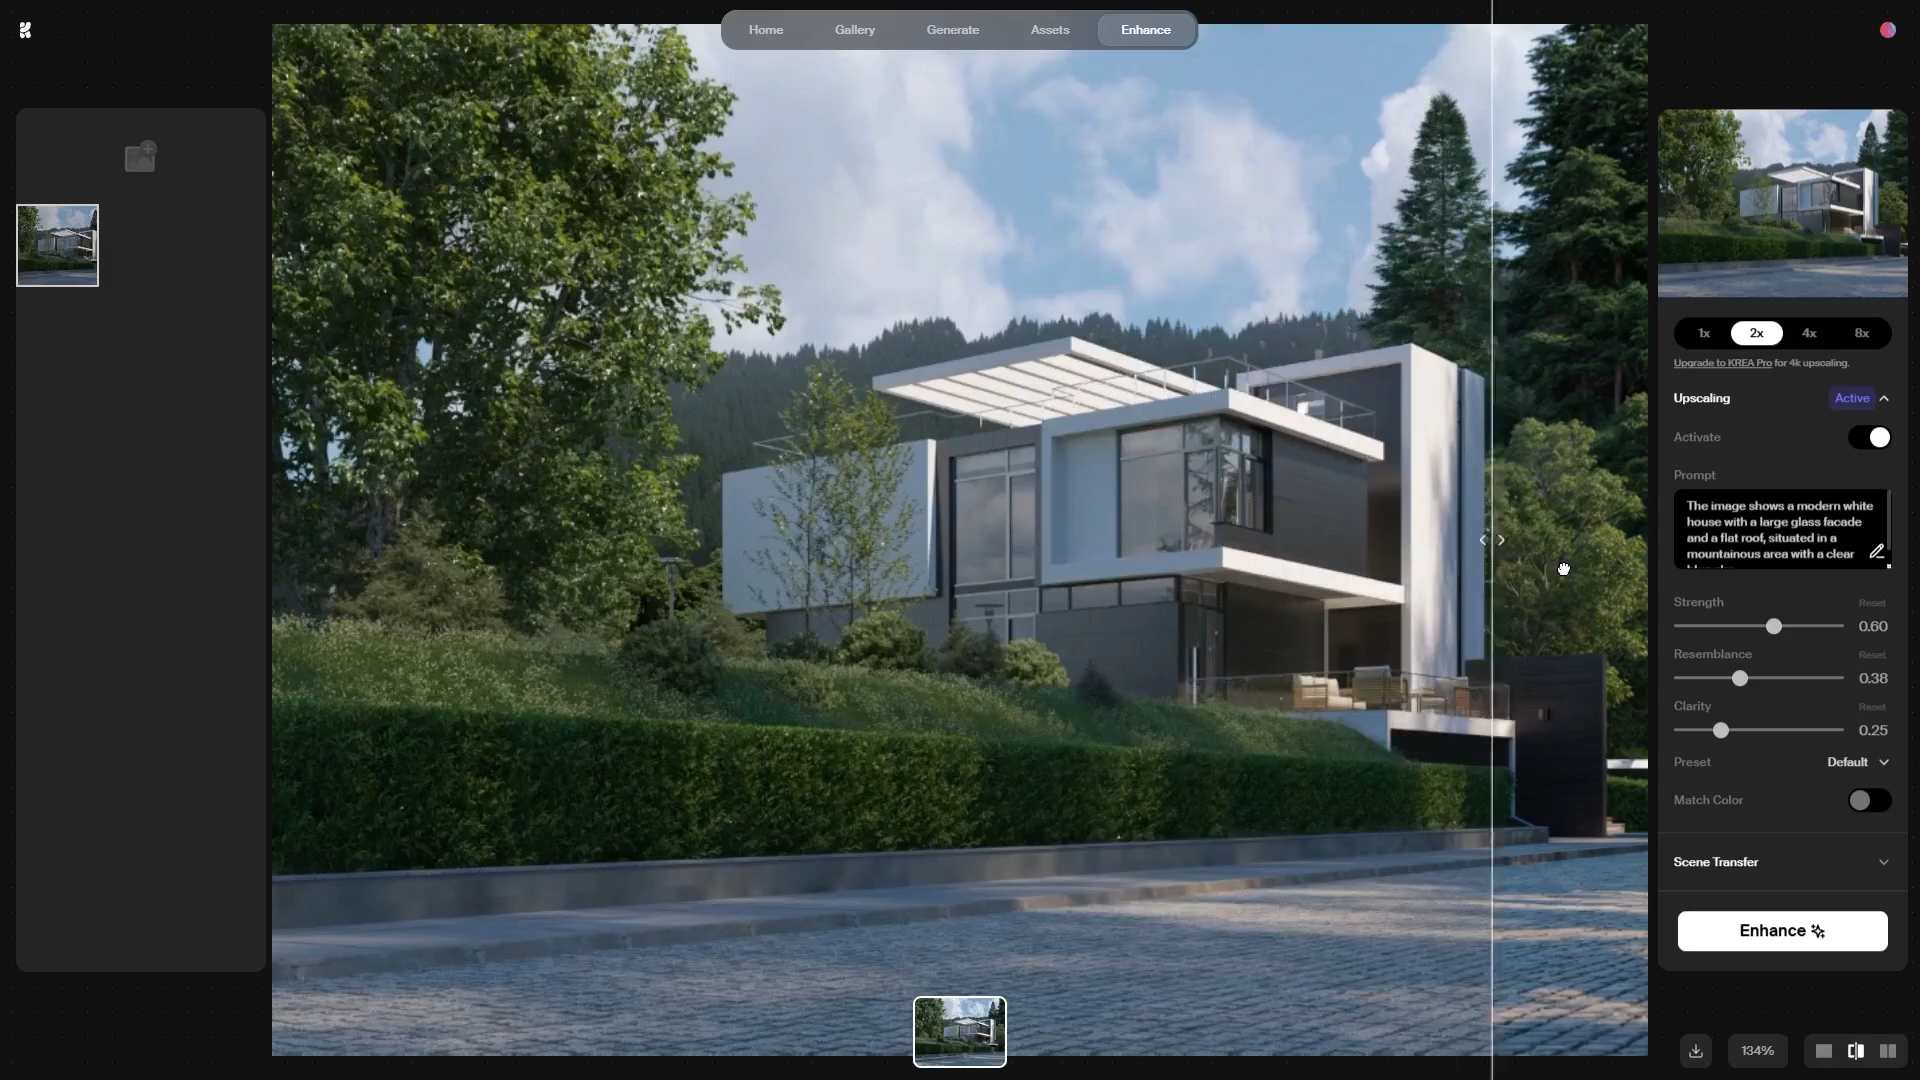 Home
Gallery
Generate
Assets
Enhance
1x
2x
4x
8x
Upgrade to KREA Pro for 4k upscaling.
Upscaling
Active
Activate
Prompt
The image shows a modern white
house with a large glass facade
and a flat roof, situated in a
mountainous area with a clear
Strength
Reset
0.60
Resemblance
Reset
0.38
Clarity
Reset
0.25
Preset
Default
Match Color
Scene Transfer
Enhance
134%